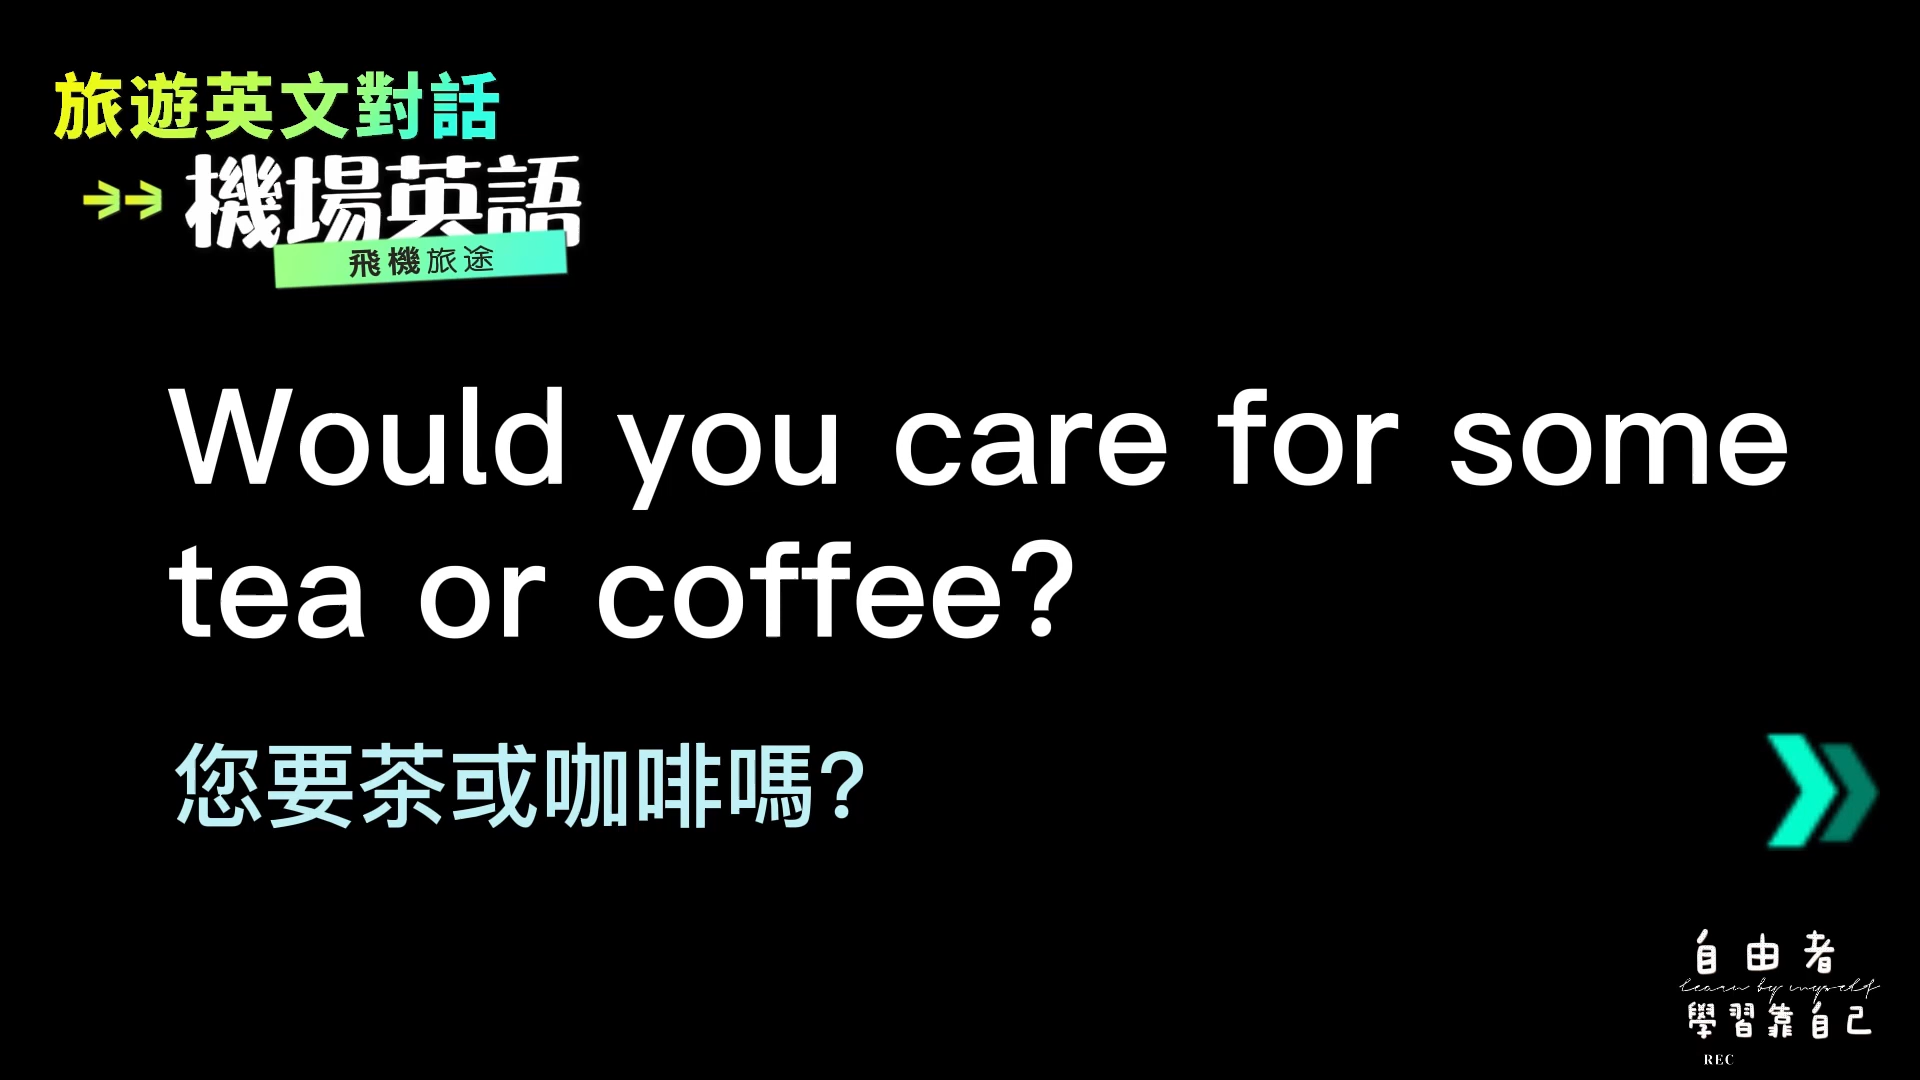 旅遊英文對話
機場英語
飛機旅途
Would you care for some
tea or coffee?
您要茶或咖啡嗎?
自由者
learn by myself
學習靠自己
REC